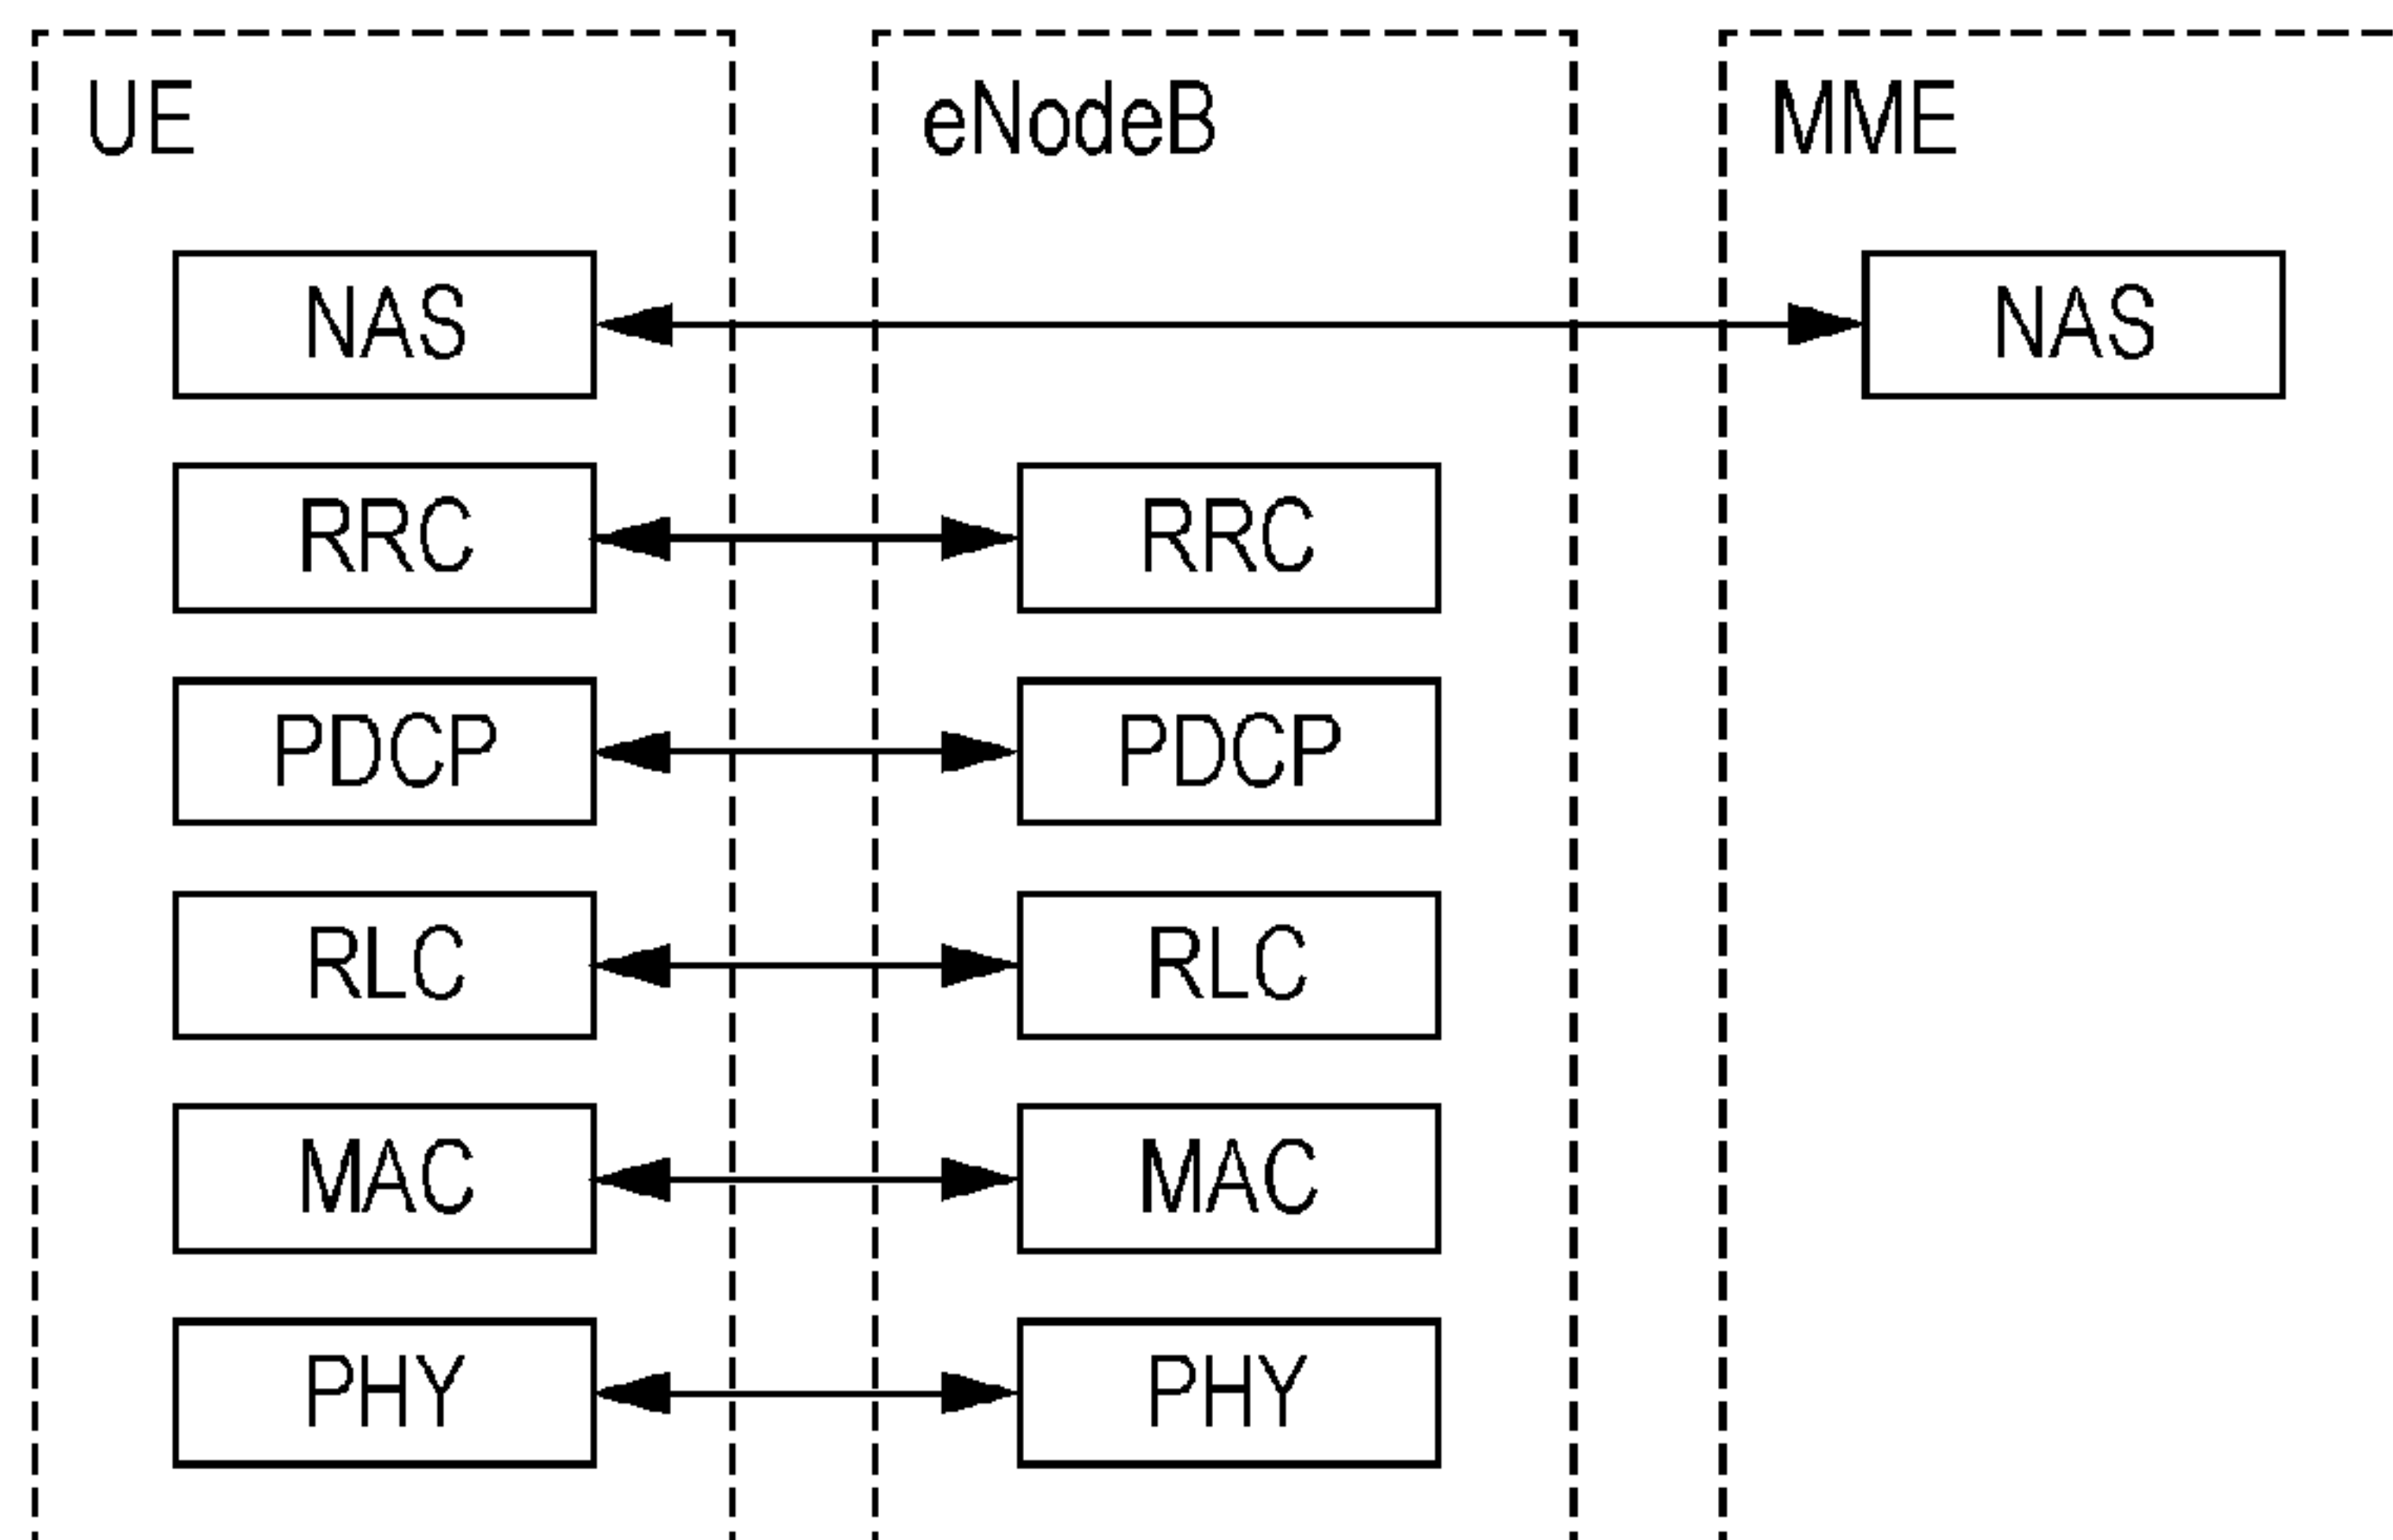 UE eNodeB MME
NAS NAS
RRC RRC
PDCP PDCP
RLC RLC
MAC MAC
PHY PHY